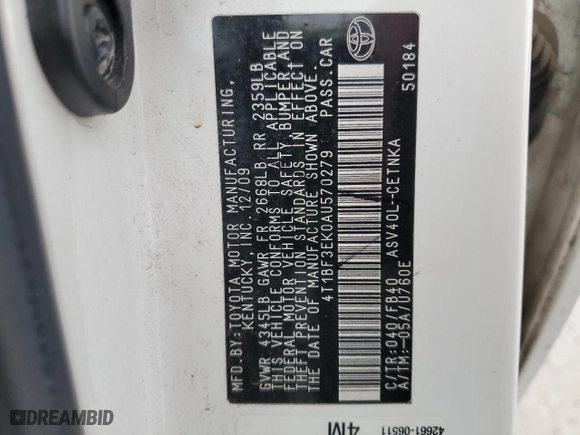 MFD.BY:TOYOTA MOTOR MANUFACTURING,
KENTUCKY, INC. 12/09
GVWR 4345LB GAWR FR 2668LB RR 2359LB
THIS VEHICLE CONFORMS TO ALL APPLICABLE
FEDERAL MOTOR VEHICLE SAFETY, BUMPER, AND
THEFT PREVENTION STANDARDS IN EFFECT ON
THE DATE OF MANUFACTURE SHOWN ABOVE.
4T1BF3EK0AU570279 PASS.CAR
C/TR:040/FB40 ASV40L-CETNKA
A/TM:-05A/U760E 50184
4M 42661-06511
DREAMBID